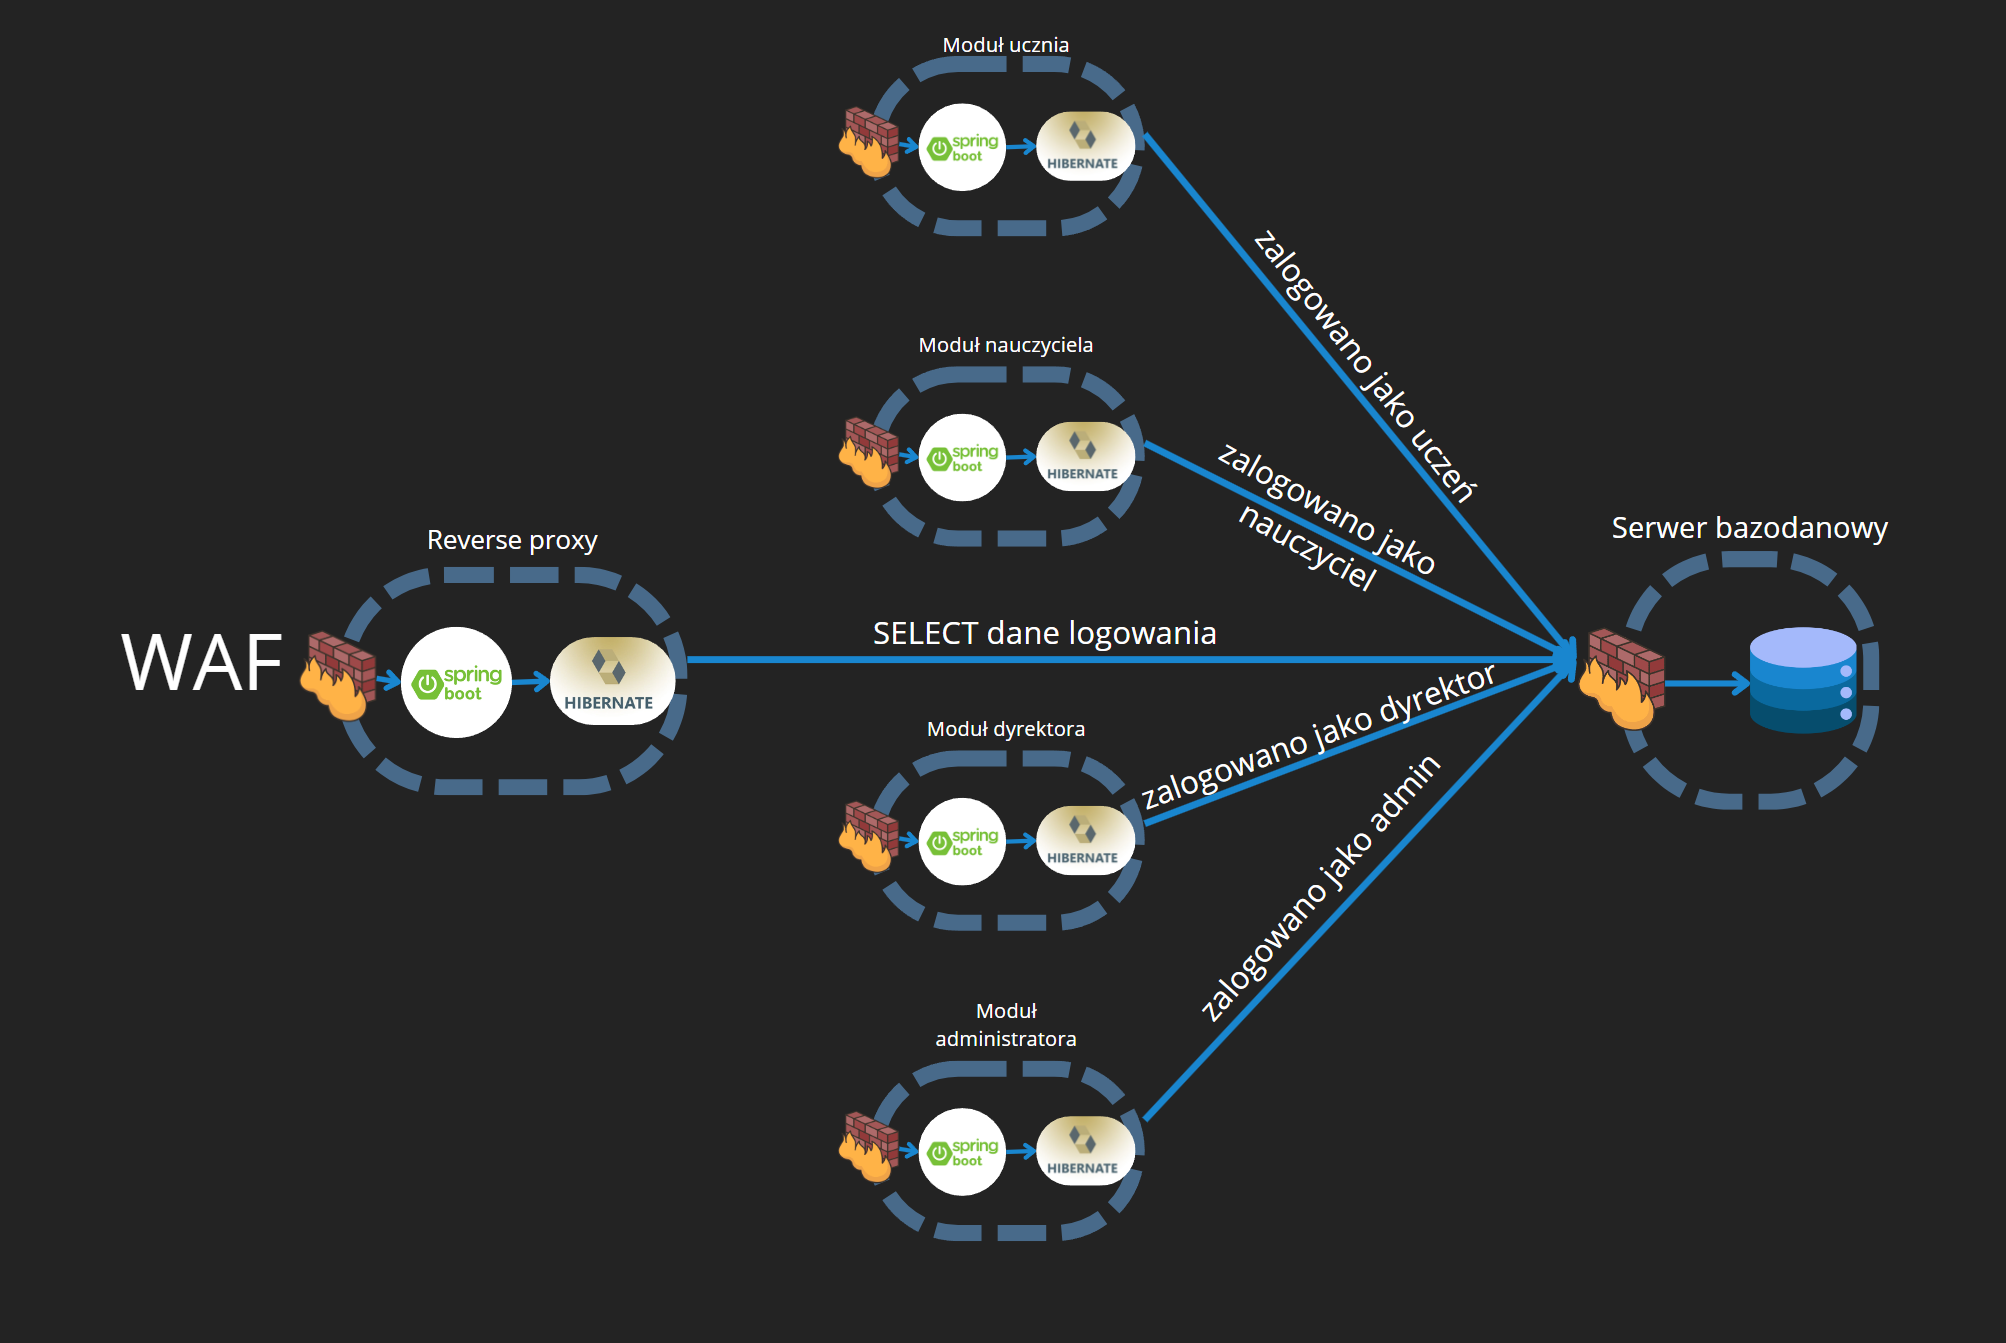 Moduł ucznia
spring
boot
HIBERNATE
zalogowano jako uczeń
Moduł nauczyciela
spring
boot
HIBERNATE
zalogowano jako
nauczyciel
Reverse proxy
WAF
spring
boot
HIBERNATE
SELECT dane logowania
Serwer bazodanowy
Moduł dyrektora
spring
boot
HIBERNATE
zalogowano jako dyrektor
Moduł
administratora
spring
boot
HIBERNATE
zalogowano jako admin